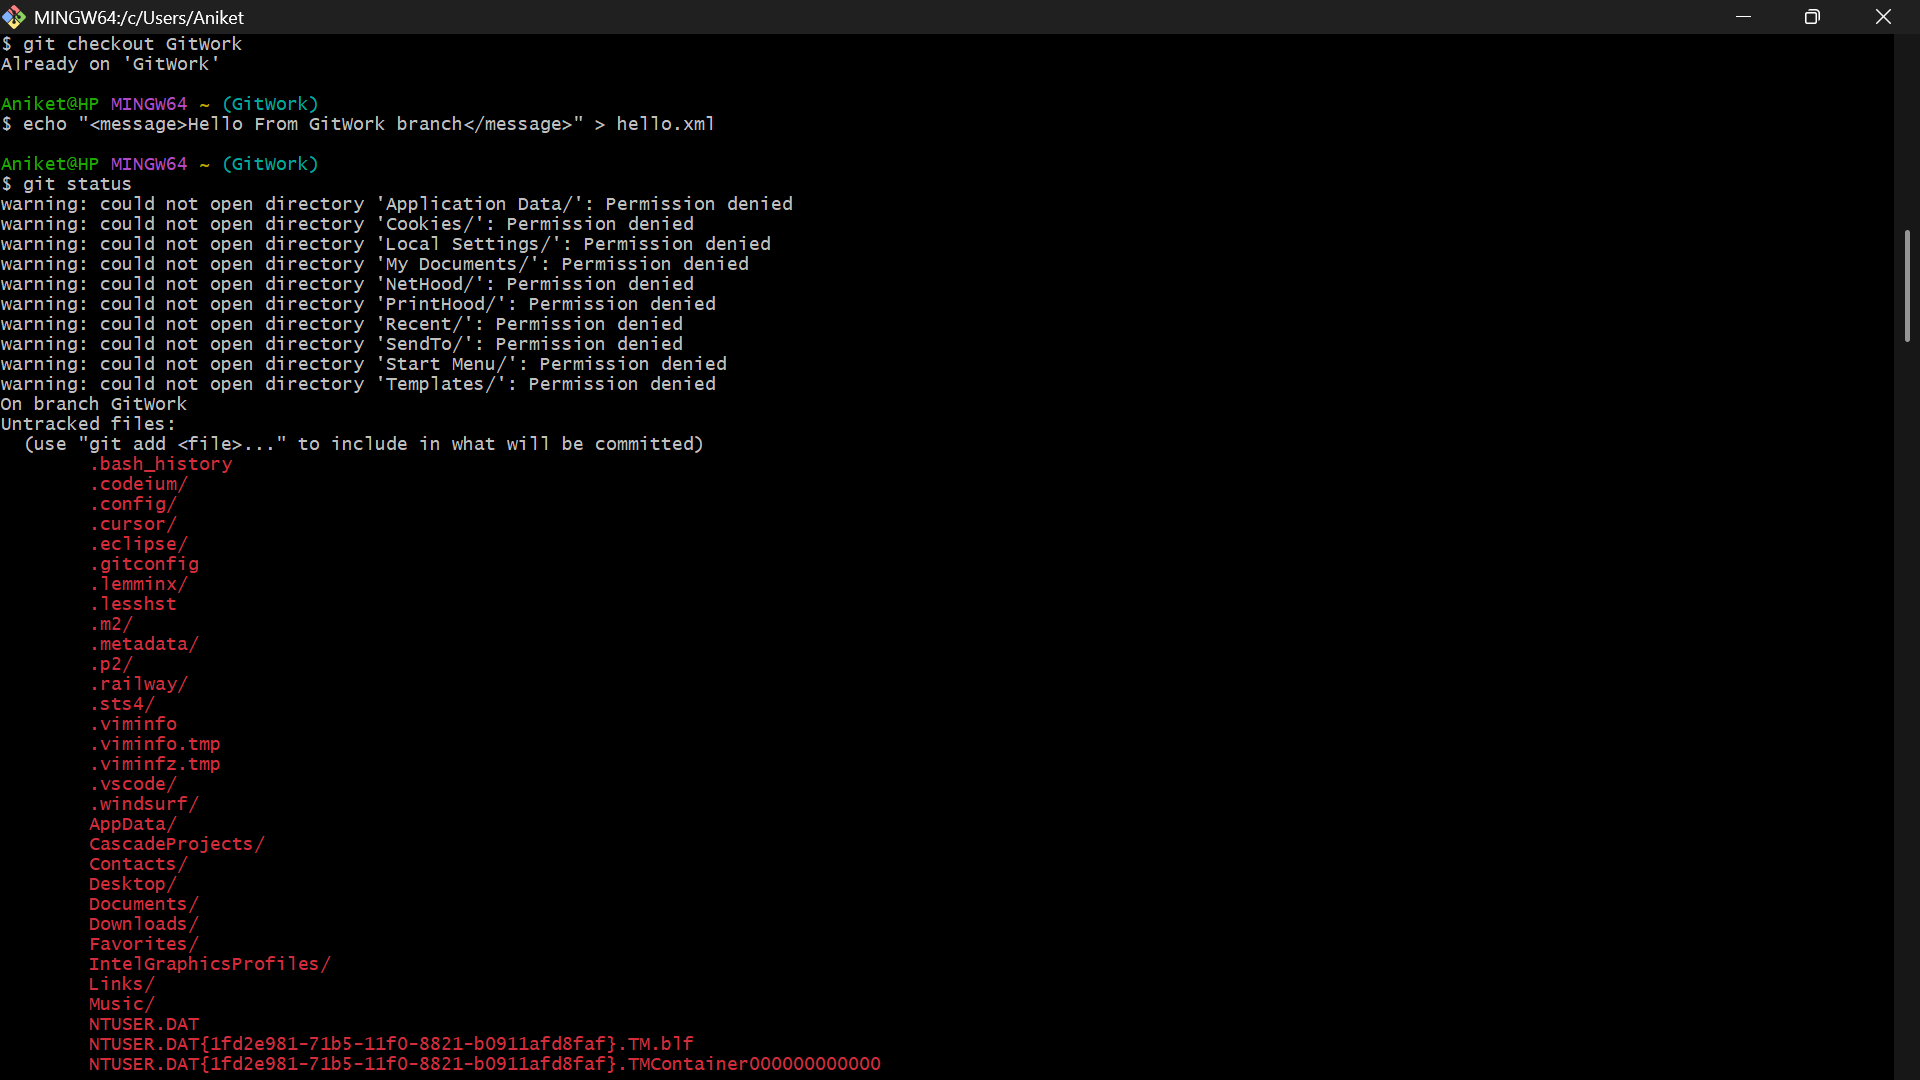 MINGW64:/c/Users/Aniket
$ git checkout GitWork
Already on 'GitWork'
Aniket@HP MINGW64 ~ (GitWork)
$ echo "<message>Hello From GitWork branch</message>" > hello.xml
Aniket@HP MINGW64 ~ (GitWork)
$ git status
warning: could not open directory 'Application Data/': Permission denied
warning: could not open directory 'Cookies/': Permission denied
warning: could not open directory 'Local Settings/': Permission denied
warning: could not open directory 'My Documents/': Permission denied
warning: could not open directory 'NetHood/': Permission denied
warning: could not open directory 'PrintHood/': Permission denied
warning: could not open directory 'Recent/': Permission denied
warning: could not open directory 'SendTo/': Permission denied
warning: could not open directory 'Start Menu/': Permission denied
warning: could not open directory 'Templates/': Permission denied
On branch GitWork
Untracked files:
  (use "git add <file>..." to include in what will be committed)
        .bash_history
        .codeium/
        .config/
        .cursor/
        .eclipse/
        .gitconfig
        .lemminx/
        .lesshst
        .m2/
        .metadata/
        .p2/
        .railway/
        .sts4/
        .viminfo
        .viminfo.tmp
        .viminfz.tmp
        .vscode/
        .windsurf/
        AppData/
        CascadeProjects/
        Contacts/
        Desktop/
        Documents/
        Downloads/
        Favorites/
        IntelGraphicsProfiles/
        Links/
        Music/
        NTUSER.DAT
        NTUSER.DAT{1fd2e981-71b5-11f0-8821-b0911afd8faf}.TM.blf
        NTUSER.DAT{1fd2e981-71b5-11f0-8821-b0911afd8faf}.TMContainer000000000000